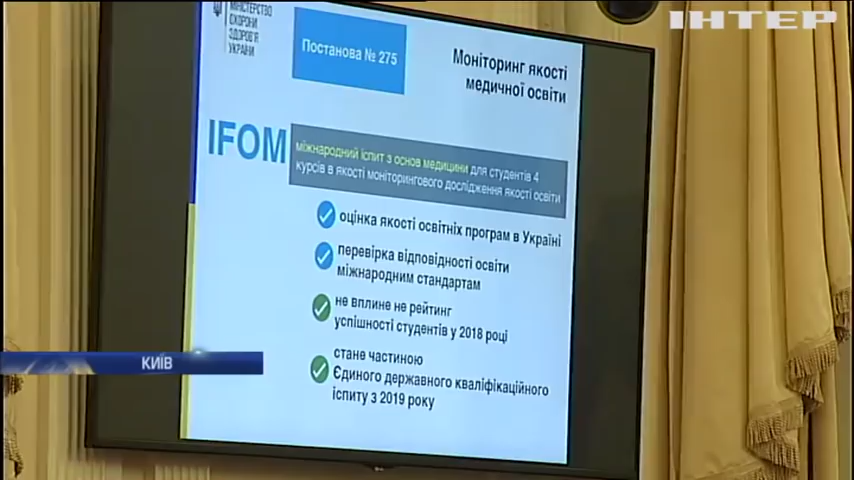 ІНТЕР
МІНІСТЕРСТВО
ОХОРОНИ
ЗДОРОВ'Я
УКРАЇНИ
Постанова № 275
Моніторинг якості
медичної освіти
IFOM
міжнародний іспит з основ медицини для студентів 4
курсів в якості моніторингового дослідження якості освіти
оцінка якості освітніх програм в Україні
перевірка відповідності освіти
міжнародним стандартам
не вплине не рейтинг
успішності студентів у 2018 році
стане частиною
Єдиного державного кваліфікаційного
іспиту з 2019 року
КИЇВ